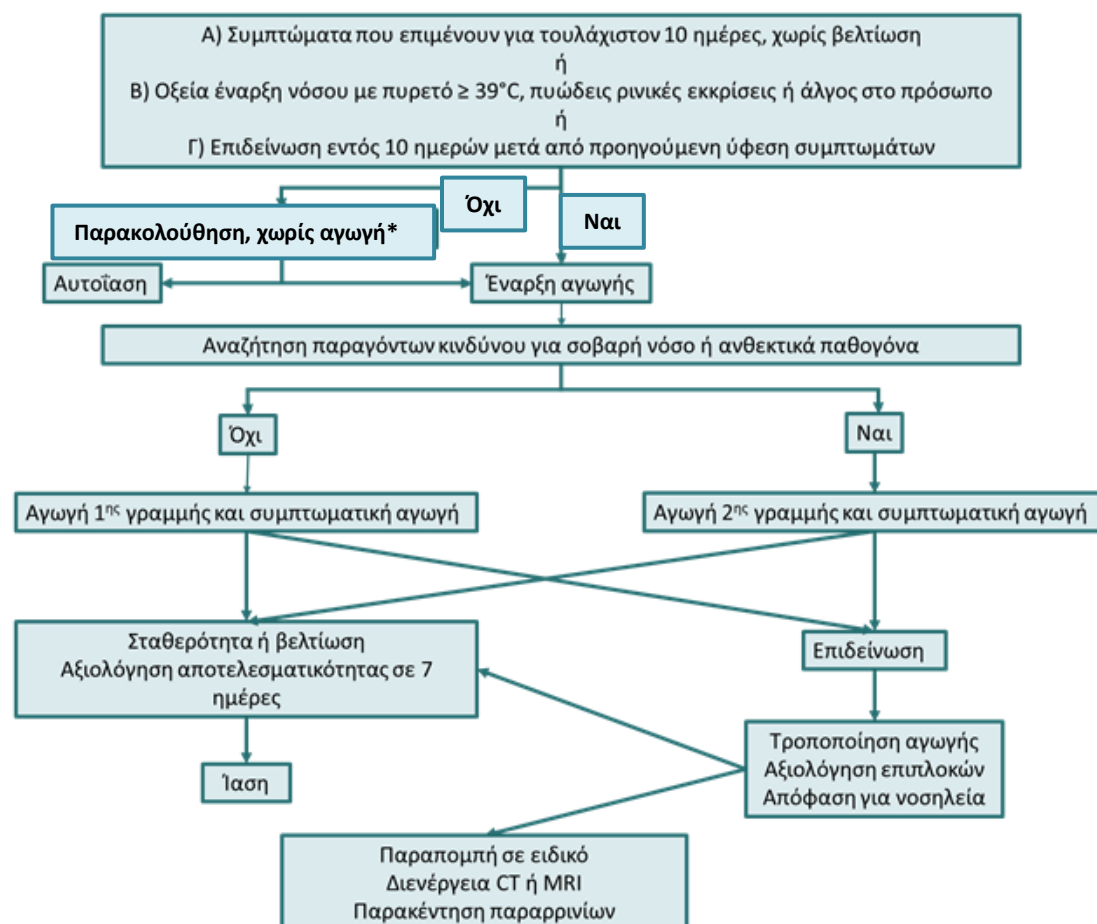 Α) Συμπτώματα που επιμένουν για τουλάχιστον 10 ημέρες, χωρίς βελτίωση
ή
Β) Οξεία έναρξη νόσου με πυρετό ≥ 39°C, πυώδεις ρινικές εκκρίσεις ή άλγος στο πρόσωπο
ή
Γ) Επιδείνωση εντός 10 ημερών μετά από προηγούμενη ύφεση συμπτωμάτων
Όχι
Ναι
Παρακολούθηση, χωρίς αγωγή*
Αυτοΐαση
Έναρξη αγωγής
Αναζήτηση παραγόντων κινδύνου για σοβαρή νόσο ή ανθεκτικά παθογόνα
Όχι
Ναι
Αγωγή 1ης γραμμής και συμπτωματική αγωγή
Αγωγή 2ης γραμμής και συμπτωματική αγωγή
Σταθερότητα ή βελτίωση
Αξιολόγηση αποτελεσματικότητας σε 7
ημέρες
Επιδείνωση
Τροποποίηση αγωγής
Αξιολόγηση επιπλοκών
Απόφαση για νοσηλεία
Ίαση
Παραπομπή σε ειδικό
Διενέργεια CT ή MRI
Παρακέντηση παραρρινίων